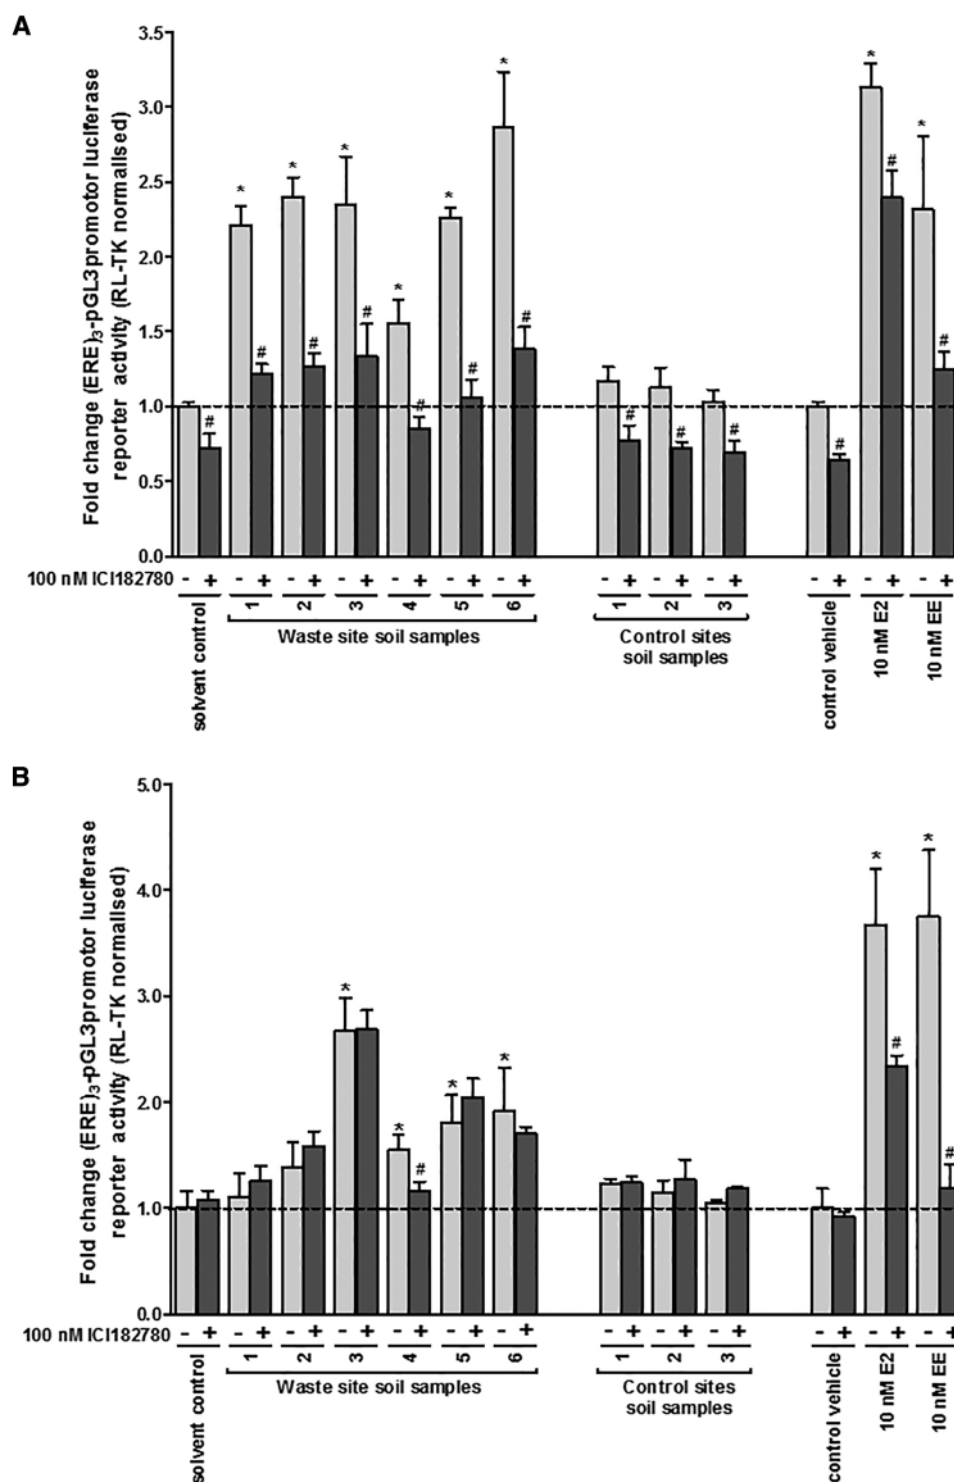 A
Fold change (ERE)3-pGL3promotor luciferase
reporter activity (RL-TK normalised)
3.5
3.0
2.5
2.0
1.5
1.0
0.5
0.0
* * * * * * * *
# # # # # # # # # # # # #
100 nM ICI182780 - + - + - + - + - + - + - + - + - + - + - + - + - +
solvent control
1 2 3 4 5 6
Waste site soil samples
1 2 3
Control sites
soil samples
control vehicle
10 nM E2
10 nM EE
B
Fold change (ERE)3-pGL3promotor luciferase
reporter activity (RL-TK normalised)
5.0
4.0
3.0
2.0
1.0
0.0
* * * * * *
# # #
100 nM ICI182780 - + - + - + - + - + - + - + - + - + - + - + - + - +
solvent control
1 2 3 4 5 6
Waste site soil samples
1 2 3
Control sites
soil samples
control vehicle
10 nM E2
10 nM EE